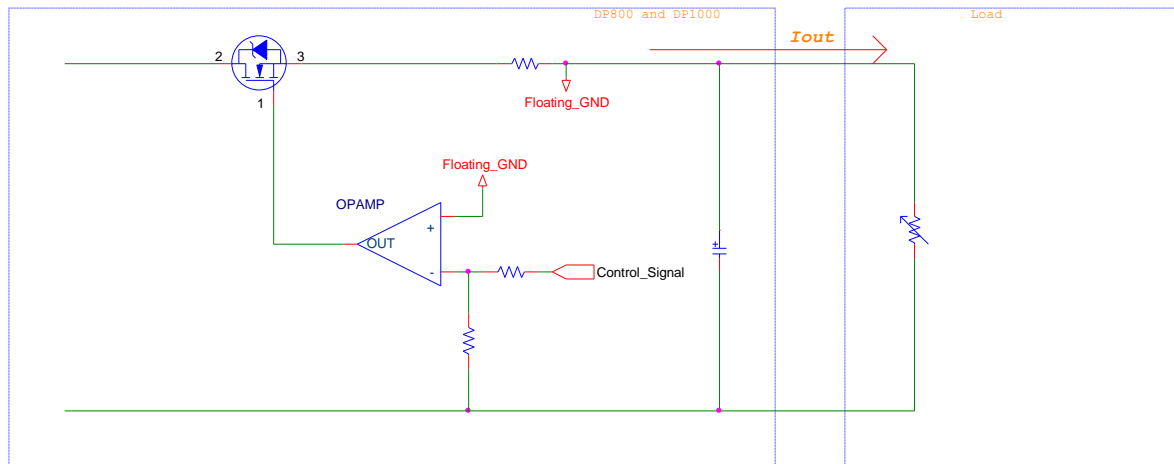 DP800 and DP1000
Load
Iout
2
3
1
Floating_GND
Floating_GND
OPAMP
+
OUT
-
Control_Signal
+